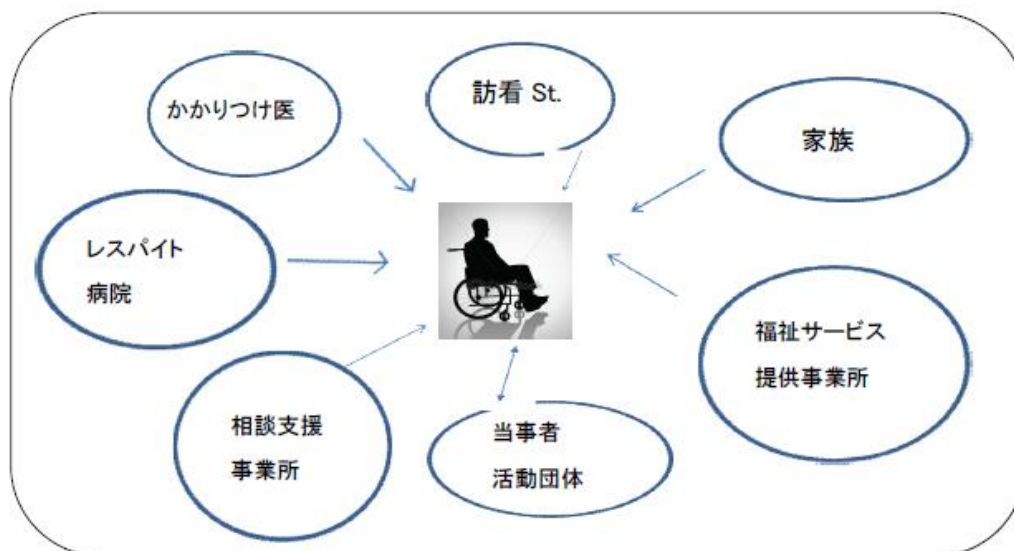 かかりつけ医
訪看 St.
家族
レスパイト
病院
福祉サービス
提供事業所
相談支援
事業所
当事者
活動団体